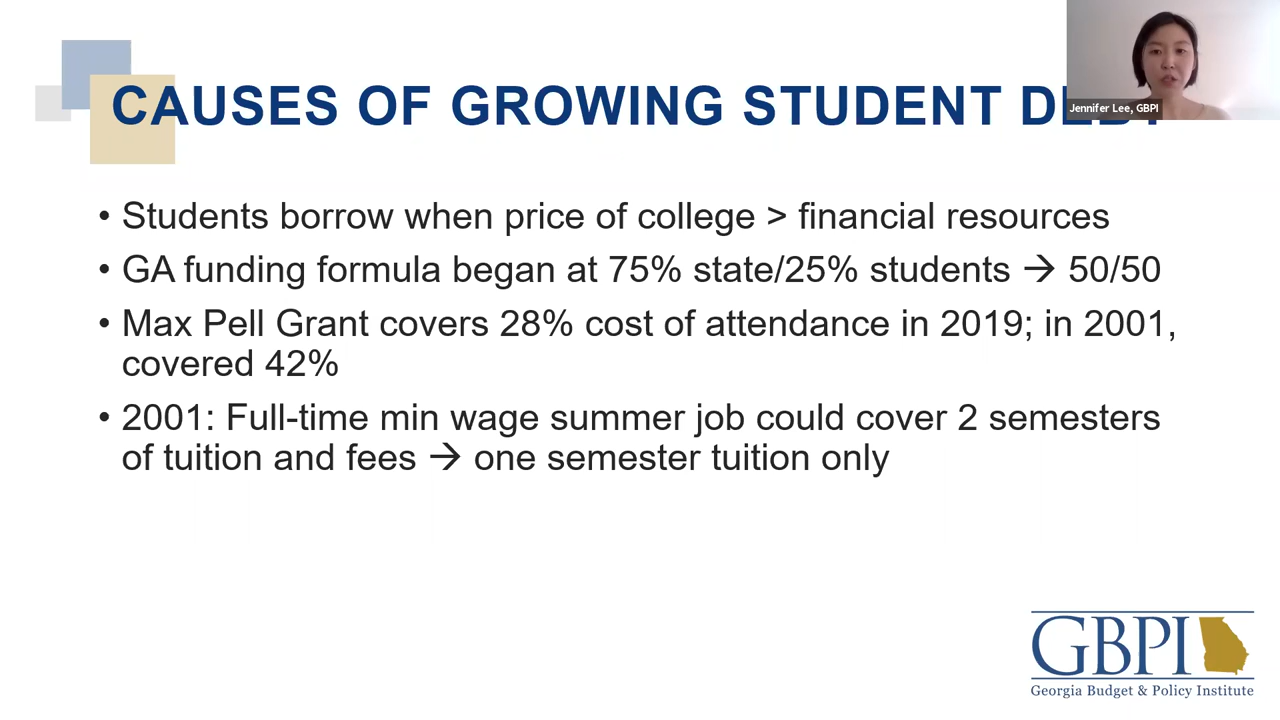 CAUSES OF GROWING STUDENT DEBT
Jennifer Lee, GBPI
• Students borrow when price of college > financial resources
• GA funding formula began at 75% state/25% students → 50/50
• Max Pell Grant covers 28% cost of attendance in 2019; in 2001,
covered 42%
• 2001: Full-time min wage summer job could cover 2 semesters
of tuition and fees → one semester tuition only
GBPI
Georgia Budget & Policy Institute